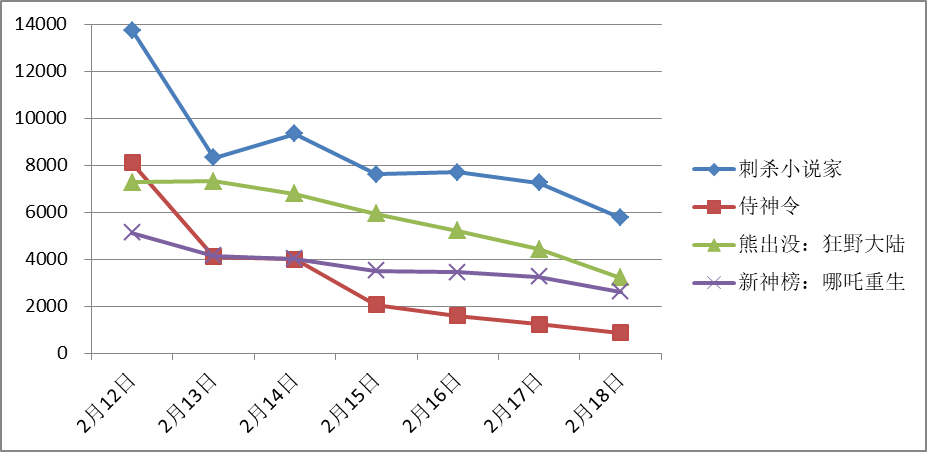 14000
12000
10000
8000
6000
4000
2000
0
2月12日
2月13日
2月14日
2月15日
2月16日
2月17日
2月18日
刺杀小说家
侍神令
熊出没：狂野大陆
新神榜：哪吒重生